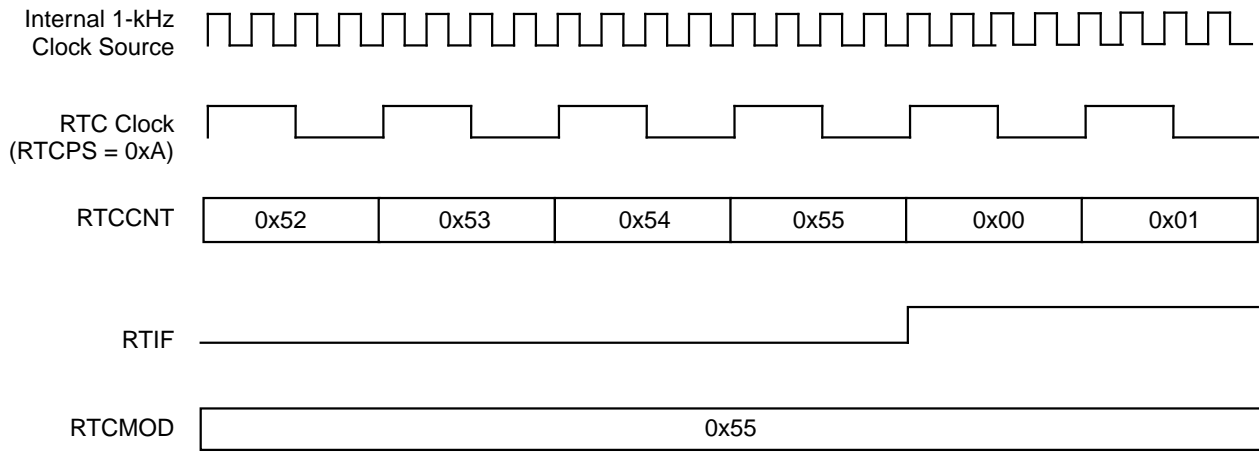 Internal 1-kHz
Clock Source
RTC Clock
(RTCPS = 0xA)
RTCCNT
0x52
0x53
0x54
0x55
0x00
0x01
RTIF
RTCMOD
0x55